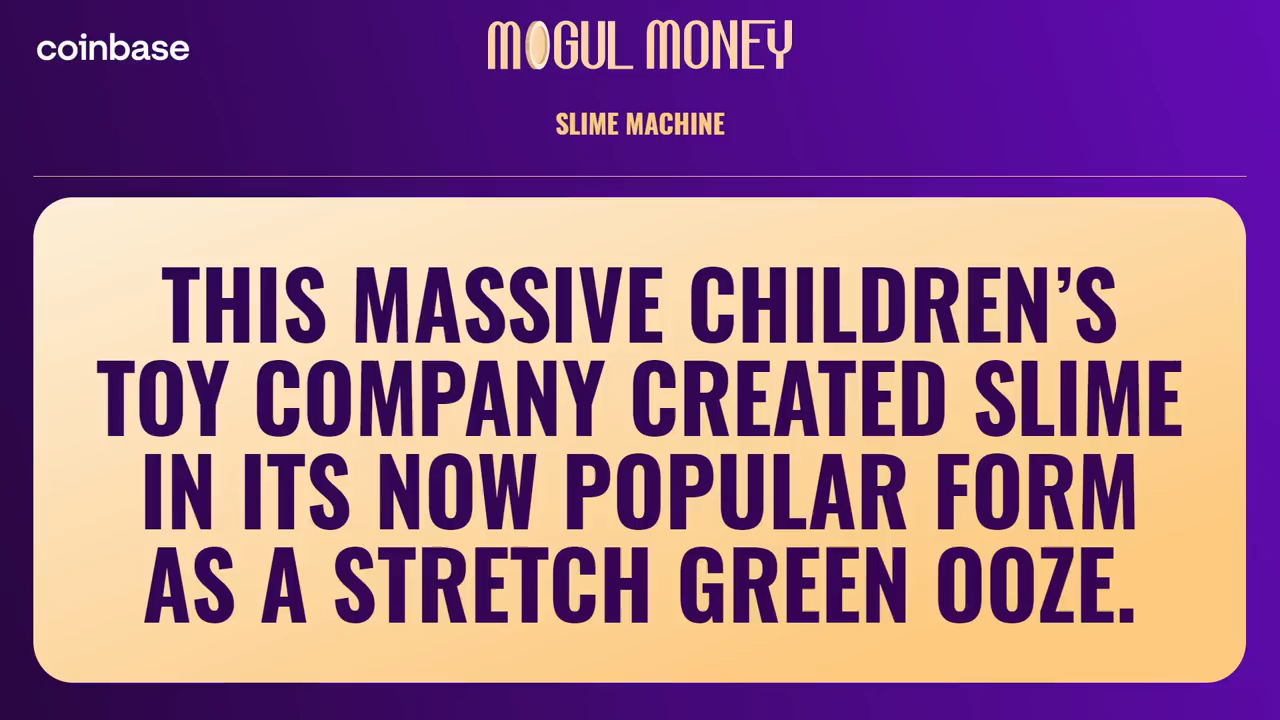 coinbase
MOGUL MONEY
SLIME MACHINE
THIS MASSIVE CHILDREN’S
TOY COMPANY CREATED SLIME
IN ITS NOW POPULAR FORM
AS A STRETCH GREEN OOZE.